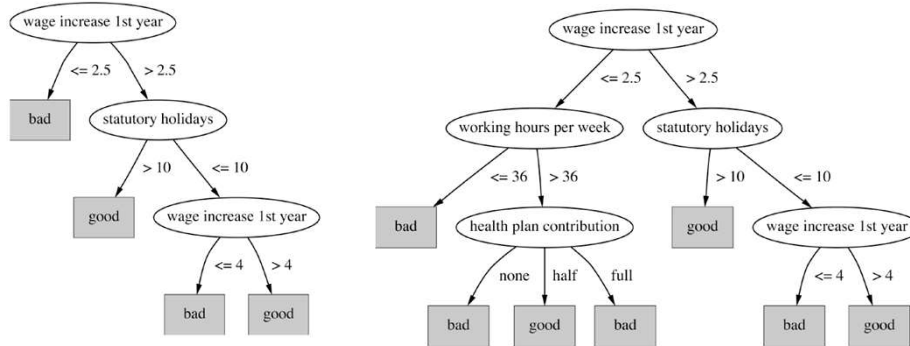 wage increase 1st year
<= 2.5
> 2.5
bad
statutory holidays
> 10
<= 10
good
wage increase 1st year
<= 4
> 4
bad
good
wage increase 1st year
<= 2.5
> 2.5
working hours per week
statutory holidays
<= 36
> 36
> 10
<= 10
bad
health plan contribution
good
wage increase 1st year
none
half
full
<= 4
> 4
bad
good
bad
bad
good